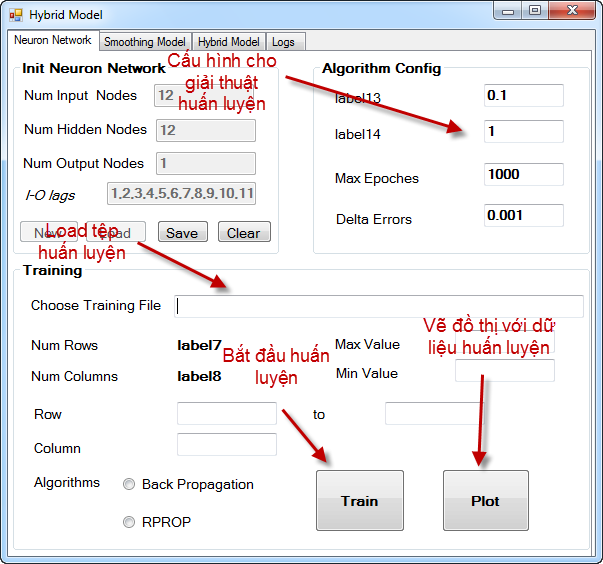 Hybrid Model
Neuron Network Smoothing Model Hybrid Model Logs
Init Neuron Network
Num Input Nodes 12
Num Hidden Nodes 12
Num Output Nodes 1
I-O lags 1,2,3,4,5,6,7,8,9,10,11
New Load Save Clear
Cấu hình cho
giải thuật
huấn luyện
Algorithm Config
label13 0.1
label14 1
Max Epoches 1000
Delta Errors 0.001
Load tệp
huấn luyện
Training
Choose Training File
Num Rows label7
Num Columns label8
Bắt đầu huấn
luyện
Max Value
Min Value
Vẽ đồ thị với dữ
liệu huấn luyện
Row to
Column
Algorithms Back Propagation
RPROP
Train Plot